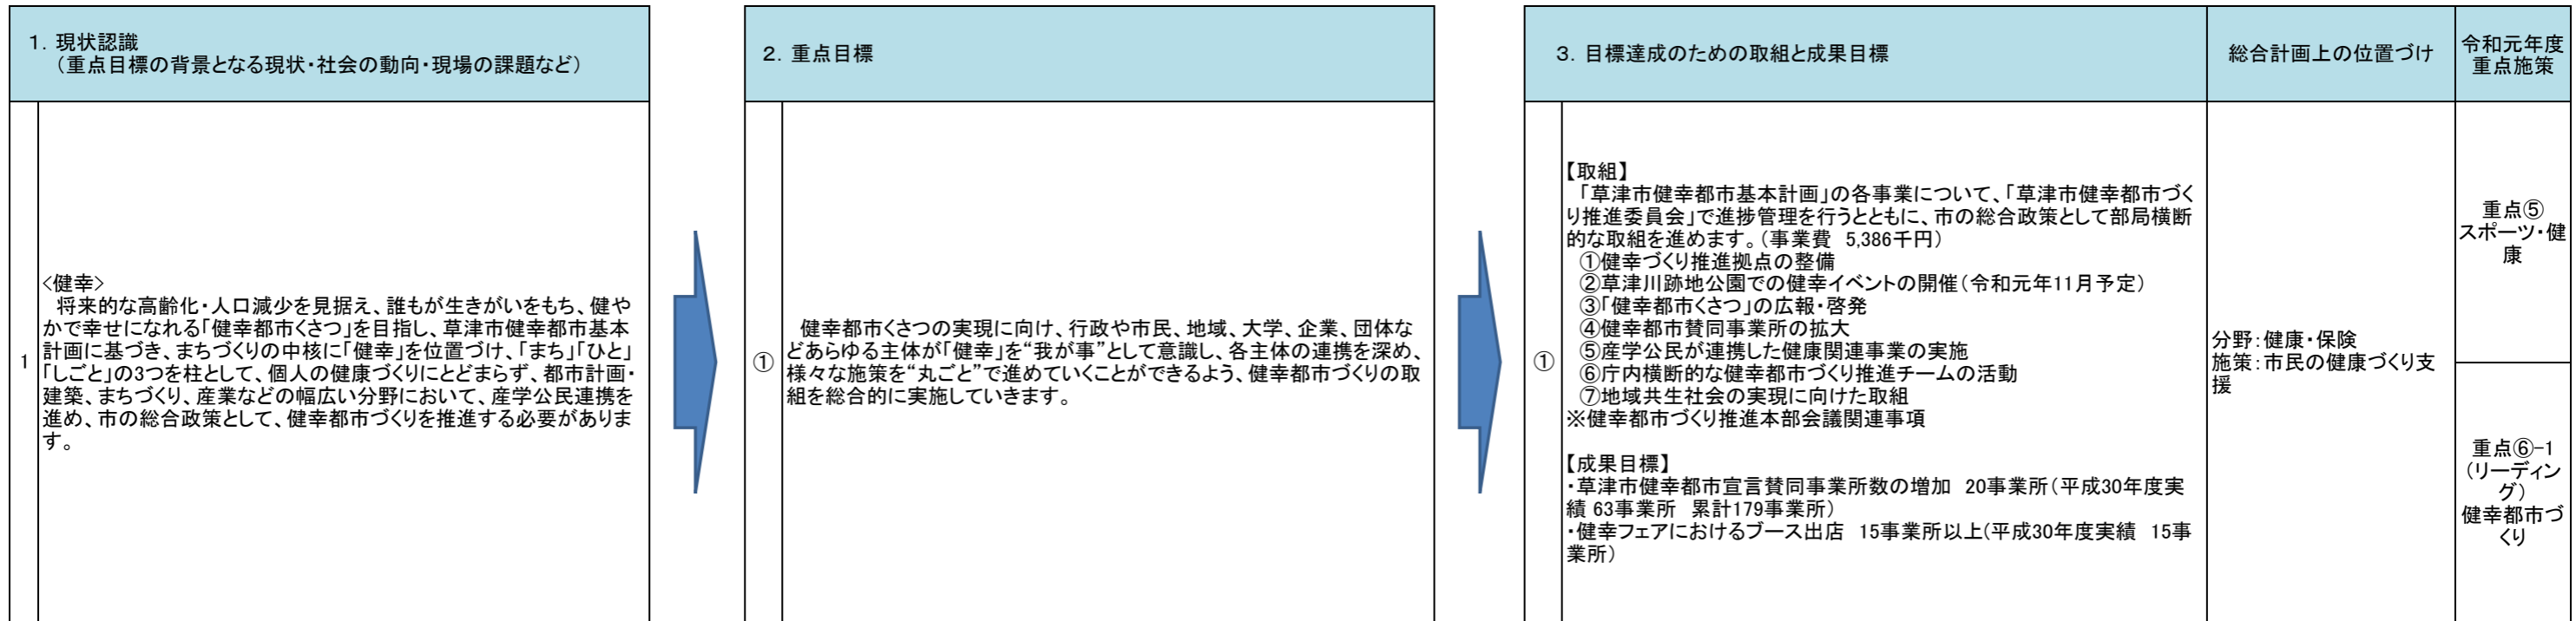 1．現状認識
（重点目標の背景となる現状・社会の動向・現場の課題など）
1
<健幸>
　将来的な高齢化・人口減少を見据え、誰もが生きがいをもち、健や
かで幸せになれる「健幸都市くさつ」を目指し、草津市健幸都市基本
計画に基づき、まちづくりの中核に「健幸」を位置づけ、「まち」「ひと」
「しごと」の3つを柱として、個人の健康づくりにとどまらず、都市計画・
建築、まちづくり、産業などの幅広い分野において、産学公民連携を
進め、市の総合政策として、健幸都市づくりを推進する必要がありま
す。
2．重点目標
①
　健幸都市くさつの実現に向け、行政や市民、地域、大学、企業、団体な
どあらゆる主体が「健幸」を“我が事”として意識し、各主体の連携を深め、
様々な施策を“丸ごと”で進めていくことができるよう、健幸都市づくりの取
組を総合的に実施していきます。
3．目標達成のための取組と成果目標
①
【取組】
　「草津市健幸都市基本計画」の各事業について、「草津市健幸都市づく
り推進委員会」で進捗管理を行うとともに、市の総合政策として部局横断
的な取組を進めます。（事業費　5,386千円）
①健幸づくり推進拠点の整備
②草津川跡地公園での健幸イベントの開催（令和元年11月予定）
③「健幸都市くさつ」の広報・啓発
④健幸都市賛同事業所の拡大
⑤産学公民が連携した健康関連事業の実施
⑥庁内横断的な健幸都市づくり推進チームの活動
⑦地域共生社会の実現に向けた取組
※健幸都市づくり推進本部会議関連事項
【成果目標】
・草津市健幸都市宣言賛同事業所数の増加　20事業所（平成30年度実
績 63事業所　累計179事業所）
・健幸フェアにおけるブース出店　15事業所以上(平成30年度実績　15事
業所）
総合計画上の位置づけ
分野：健康・保険
施策：市民の健康づくり支
援
令和元年度
重点施策
重点⑤
スポーツ・健
康
重点⑥-1
（リーディン
グ）
健幸都市づ
くり